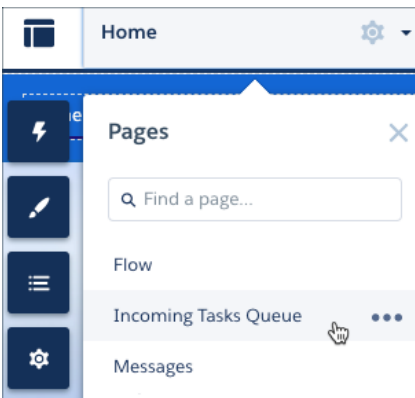 Home
Pages
Find a page...
Flow
Incoming Tasks Queue
Messages